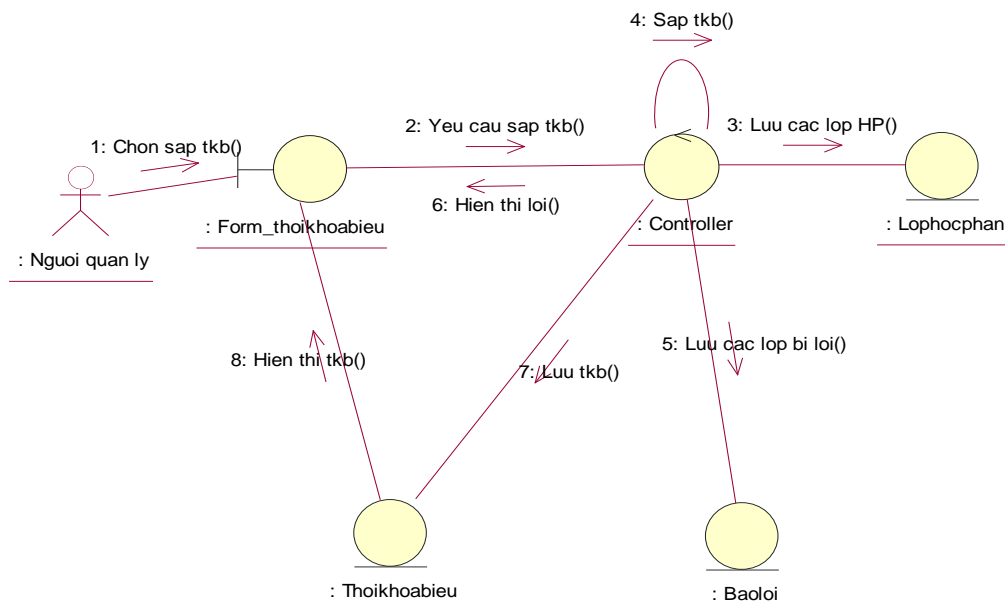 4: Sap tkb()
2: Yeu cau sap tkb()
3: Luu cac lop HP()
1: Chon sap tkb()
6: Hien thi loi()
: Form_thoikhoabieu
: Controller
: Lophocphan
: Nguoi quan ly
5: Luu cac lop bi loi()
8: Hien thi tkb()
7: Luu tkb()
: Thoikhoabieu
: Baoloi